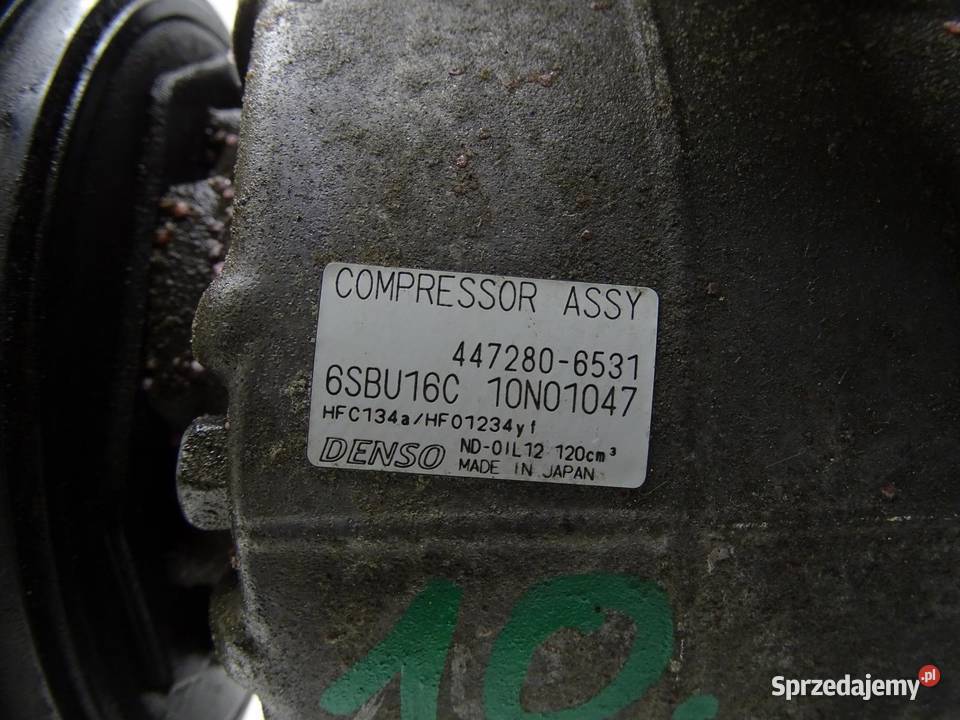 COMPRESSOR ASSY
447280-6531
6SBU16C 10N01047
HFC134a/HFO1234yf
DENSO ND-OIL12 120cm³
MADE IN JAPAN
10.
Sprzedajemy.pl